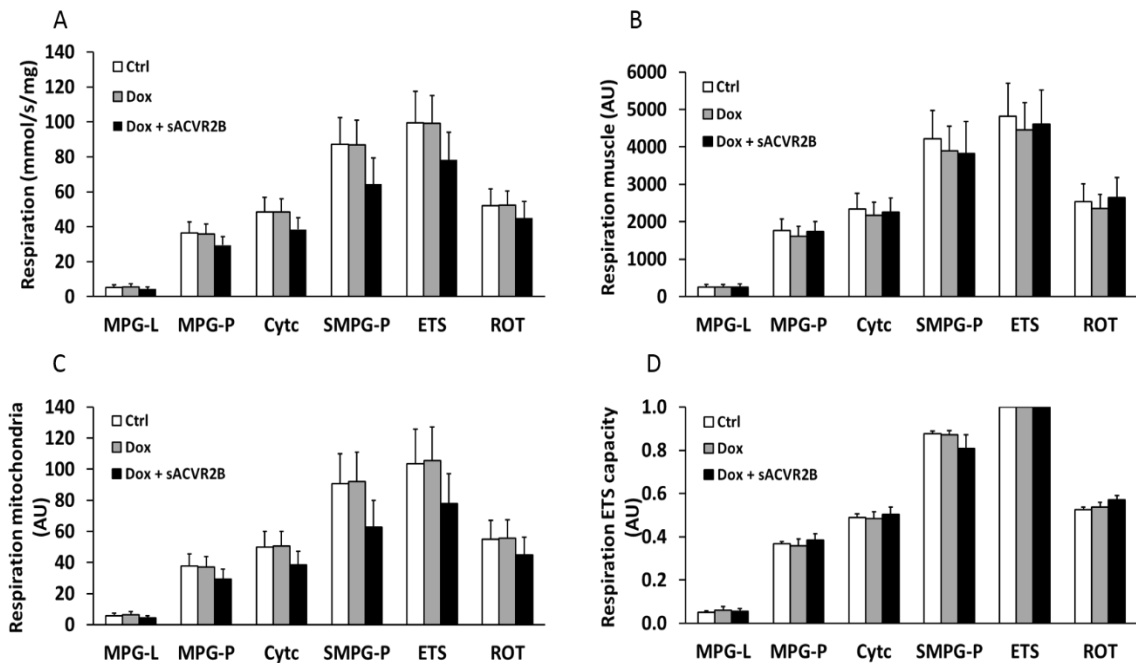 A
Respiration (mmol/s/mg)
140
120
100
80
60
40
20
0
Ctrl
Dox
Dox + sACVR2B
MPG-L MPG-P Cytc SMPG-P ETS ROT
B
Respiration muscle (AU)
6000
5000
4000
3000
2000
1000
0
Ctrl
Dox
Dox + sACVR2B
MPG-L MPG-P Cytc SMPG-P ETS ROT
C
Respiration mitochondria
(AU)
140
120
100
80
60
40
20
0
Ctrl
Dox
Dox + sACVR2B
MPG-L MPG-P Cytc SMPG-P ETS ROT
D
Respiration ETS capacity
(AU)
1.0
0.8
0.6
0.4
0.2
0.0
Ctrl
Dox
Dox + sACVR2B
MPG-L MPG-P Cytc SMPG-P ETS ROT